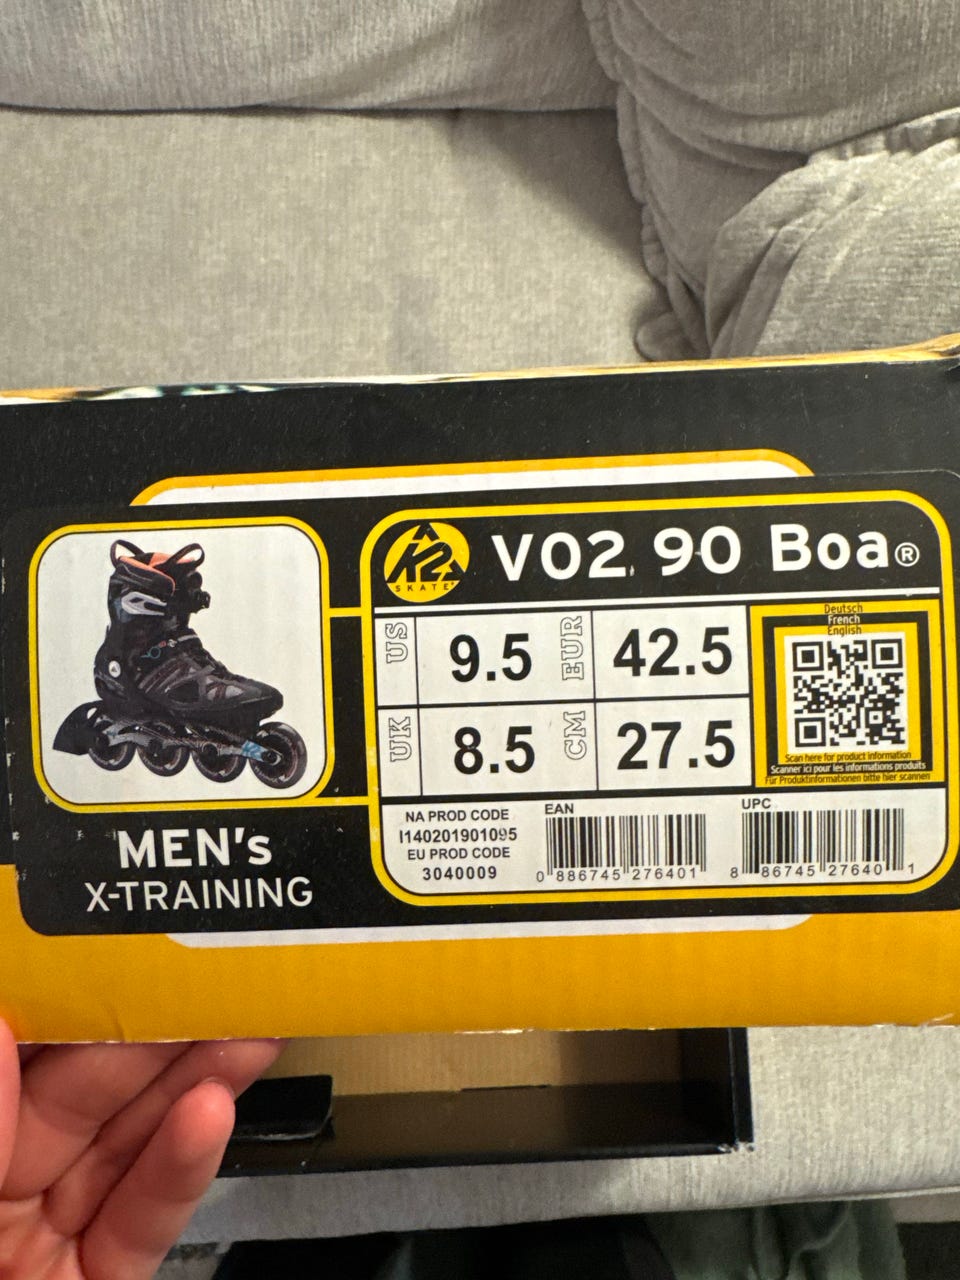 K2
SKATE
VO2 90 Boa®
US 9.5 EUR 42.5
UK 8.5 CM 27.5
Deutsch
French
English
Scan here for product information
Scanner ici pour les informations produits
Für Produktinformationen bitte hier scannen
NA PROD CODE
I140201901095
EU PROD CODE
3040009
EAN
0 886745 276401
UPC
8 86745 27640 1
MEN's
X-TRAINING